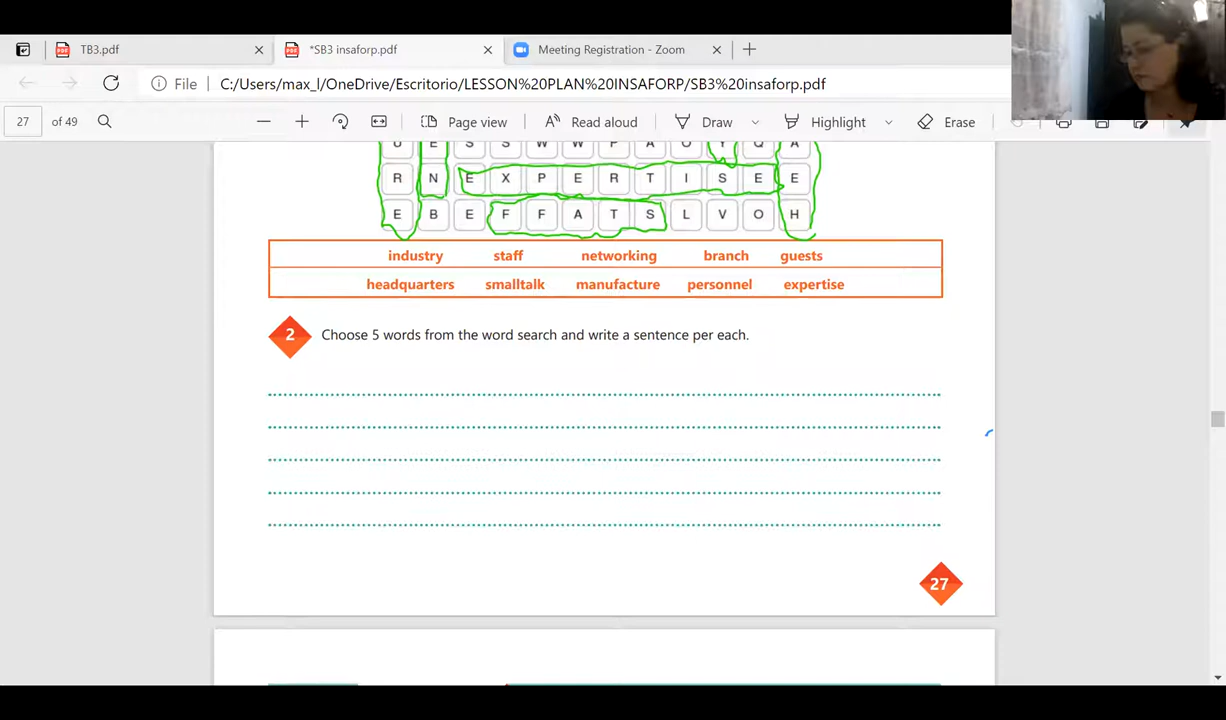 TB3.pdf
*SB3 insaforp.pdf
Meeting Registration - Zoom
File C:/Users/max_l/OneDrive/Escritorio/LESSON%20PLAN%20INSAFORP/SB3%20insaforp.pdf
27 of 49 Page view Read aloud Draw Highlight Erase
U E S S W W P A O Y Q A
R N E X P E R T I S E E
E B E F F A T S L V O H
industry staff networking branch guests
headquarters smalltalk manufacture personnel expertise
2 Choose 5 words from the word search and write a sentence per each.
27